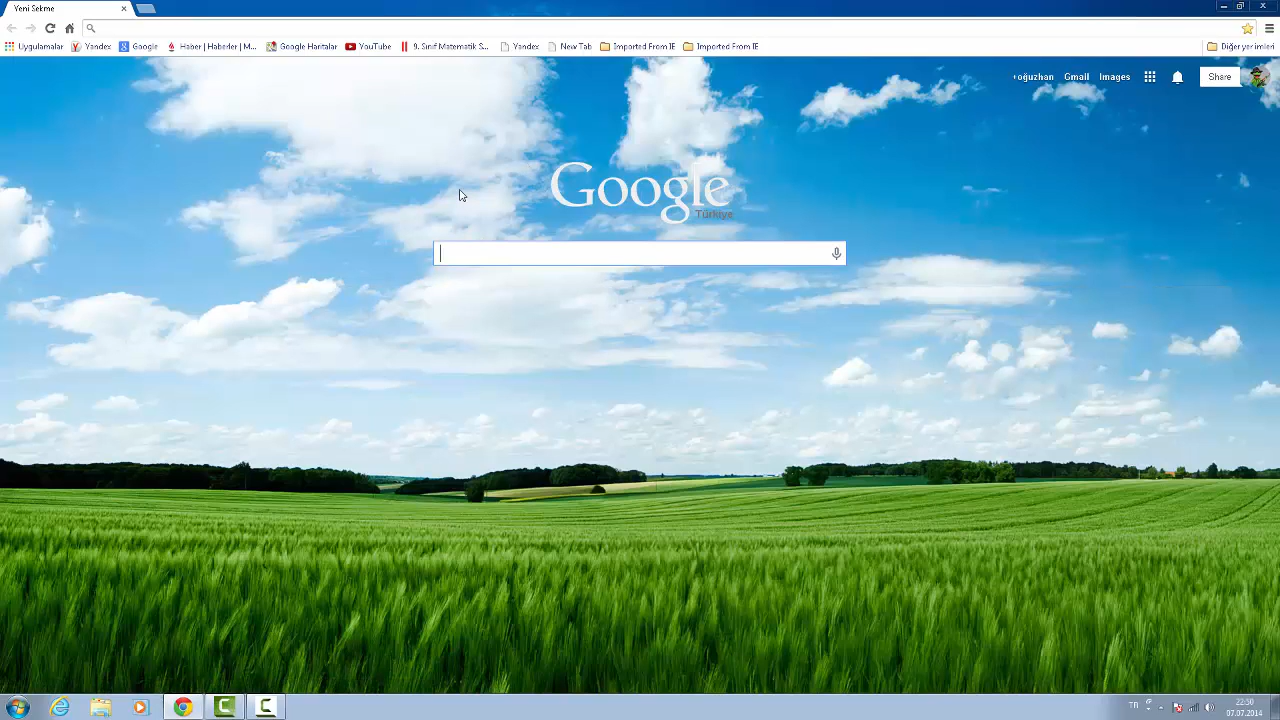 Yeni Sekme
Uygulamalar Yandex Google Haber | Haberler | M... Google Haritalar YouTube 9. Sınıf Matematik S... Yandex New Tab Imported From IE Imported From IE Diğer yer imleri
+oğuzhan Gmail Images Share
Google
Türkiye
TR 22:50
07.07.2014